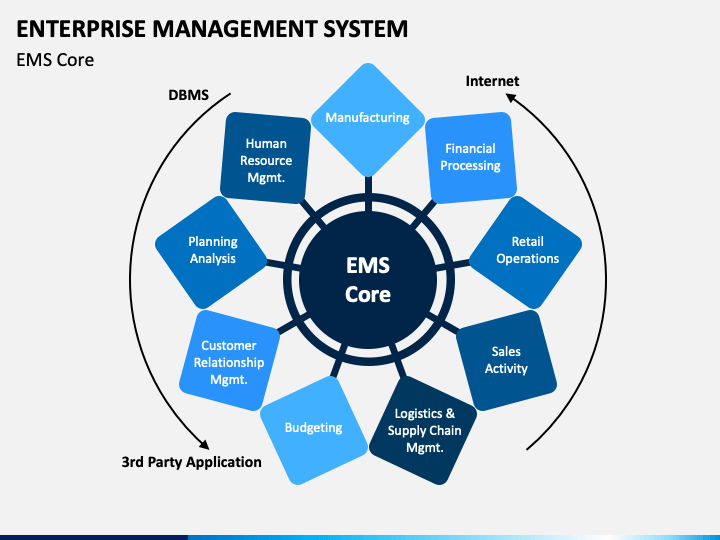 ENTERPRISE MANAGEMENT SYSTEM
EMS Core
DBMS
Internet
Manufacturing
Human
Resource
Mgmt.
Financial
Processing
Planning
Analysis
Retail
Operations
EMS
Core
Customer
Relationship
Mgmt.
Sales
Activity
Budgeting
Logistics &
Supply Chain
Mgmt.
3rd Party Application